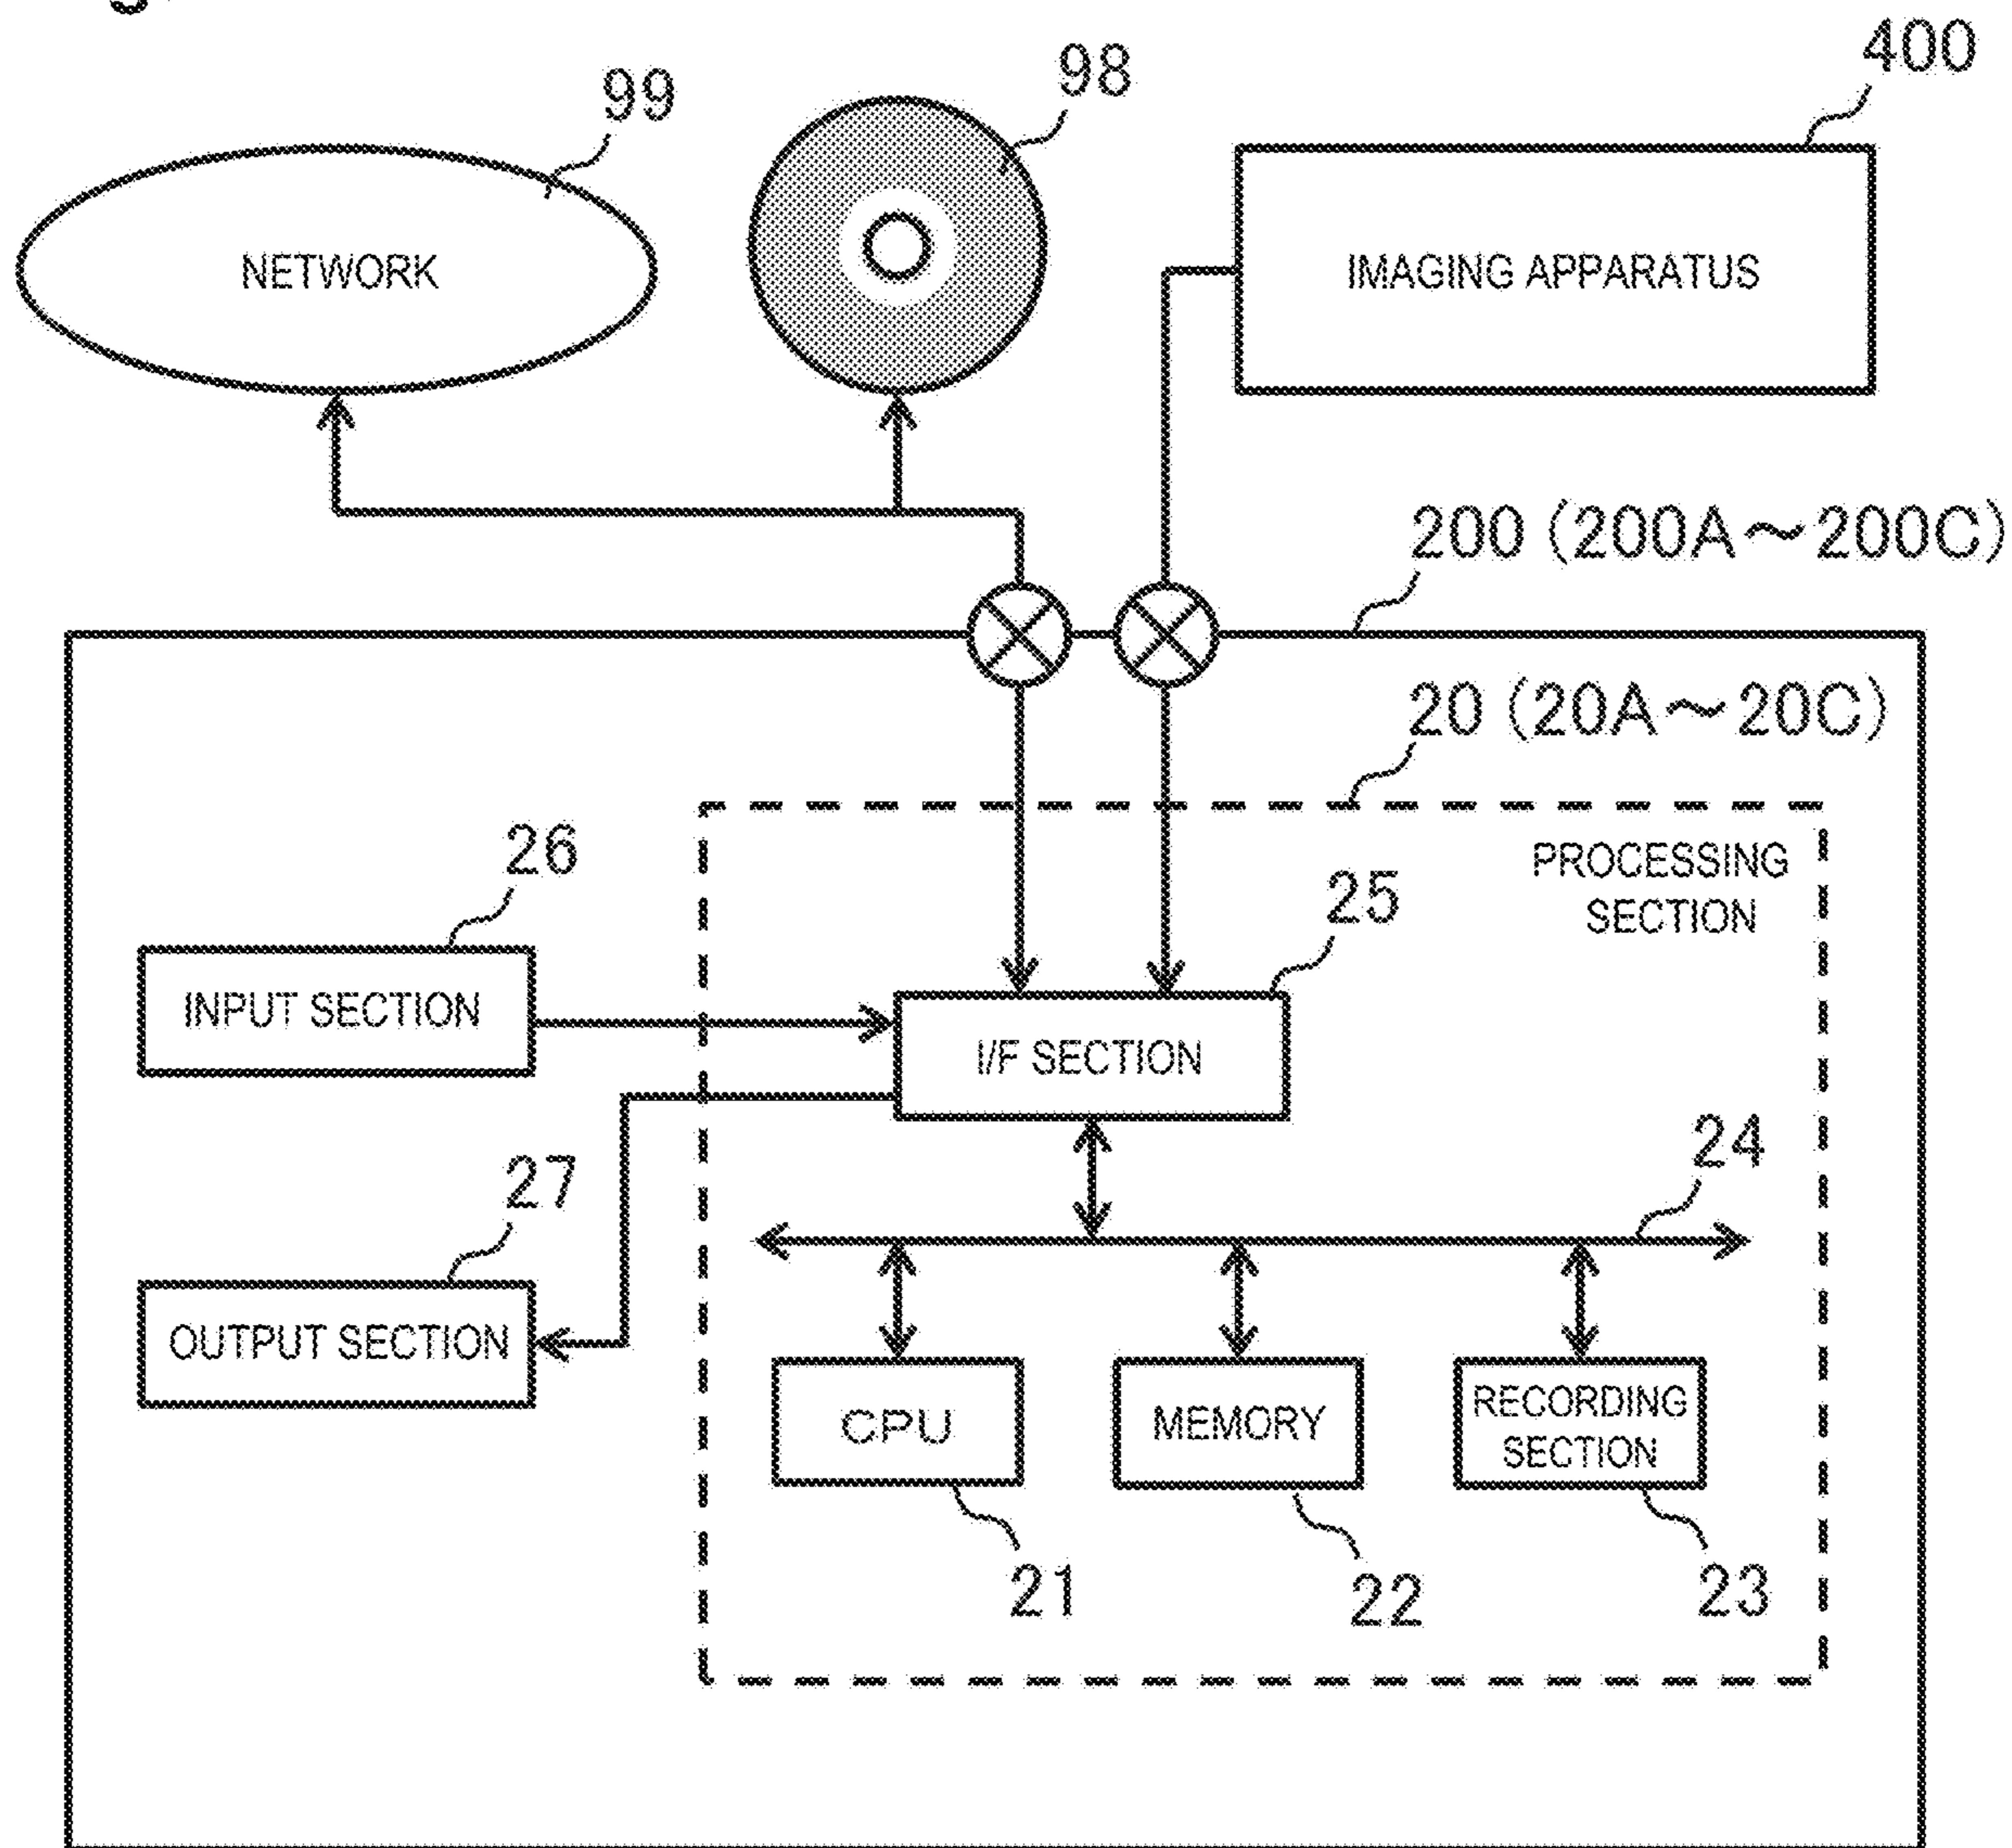 99
98
400
NETWORK
IMAGING APPARATUS
200 (200A～200C)
20 (20A～20C)
PROCESSING
SECTION
26
25
INPUT SECTION
I/F SECTION
24
27
OUTPUT SECTION
CPU
MEMORY
RECORDING
SECTION
21
22
23